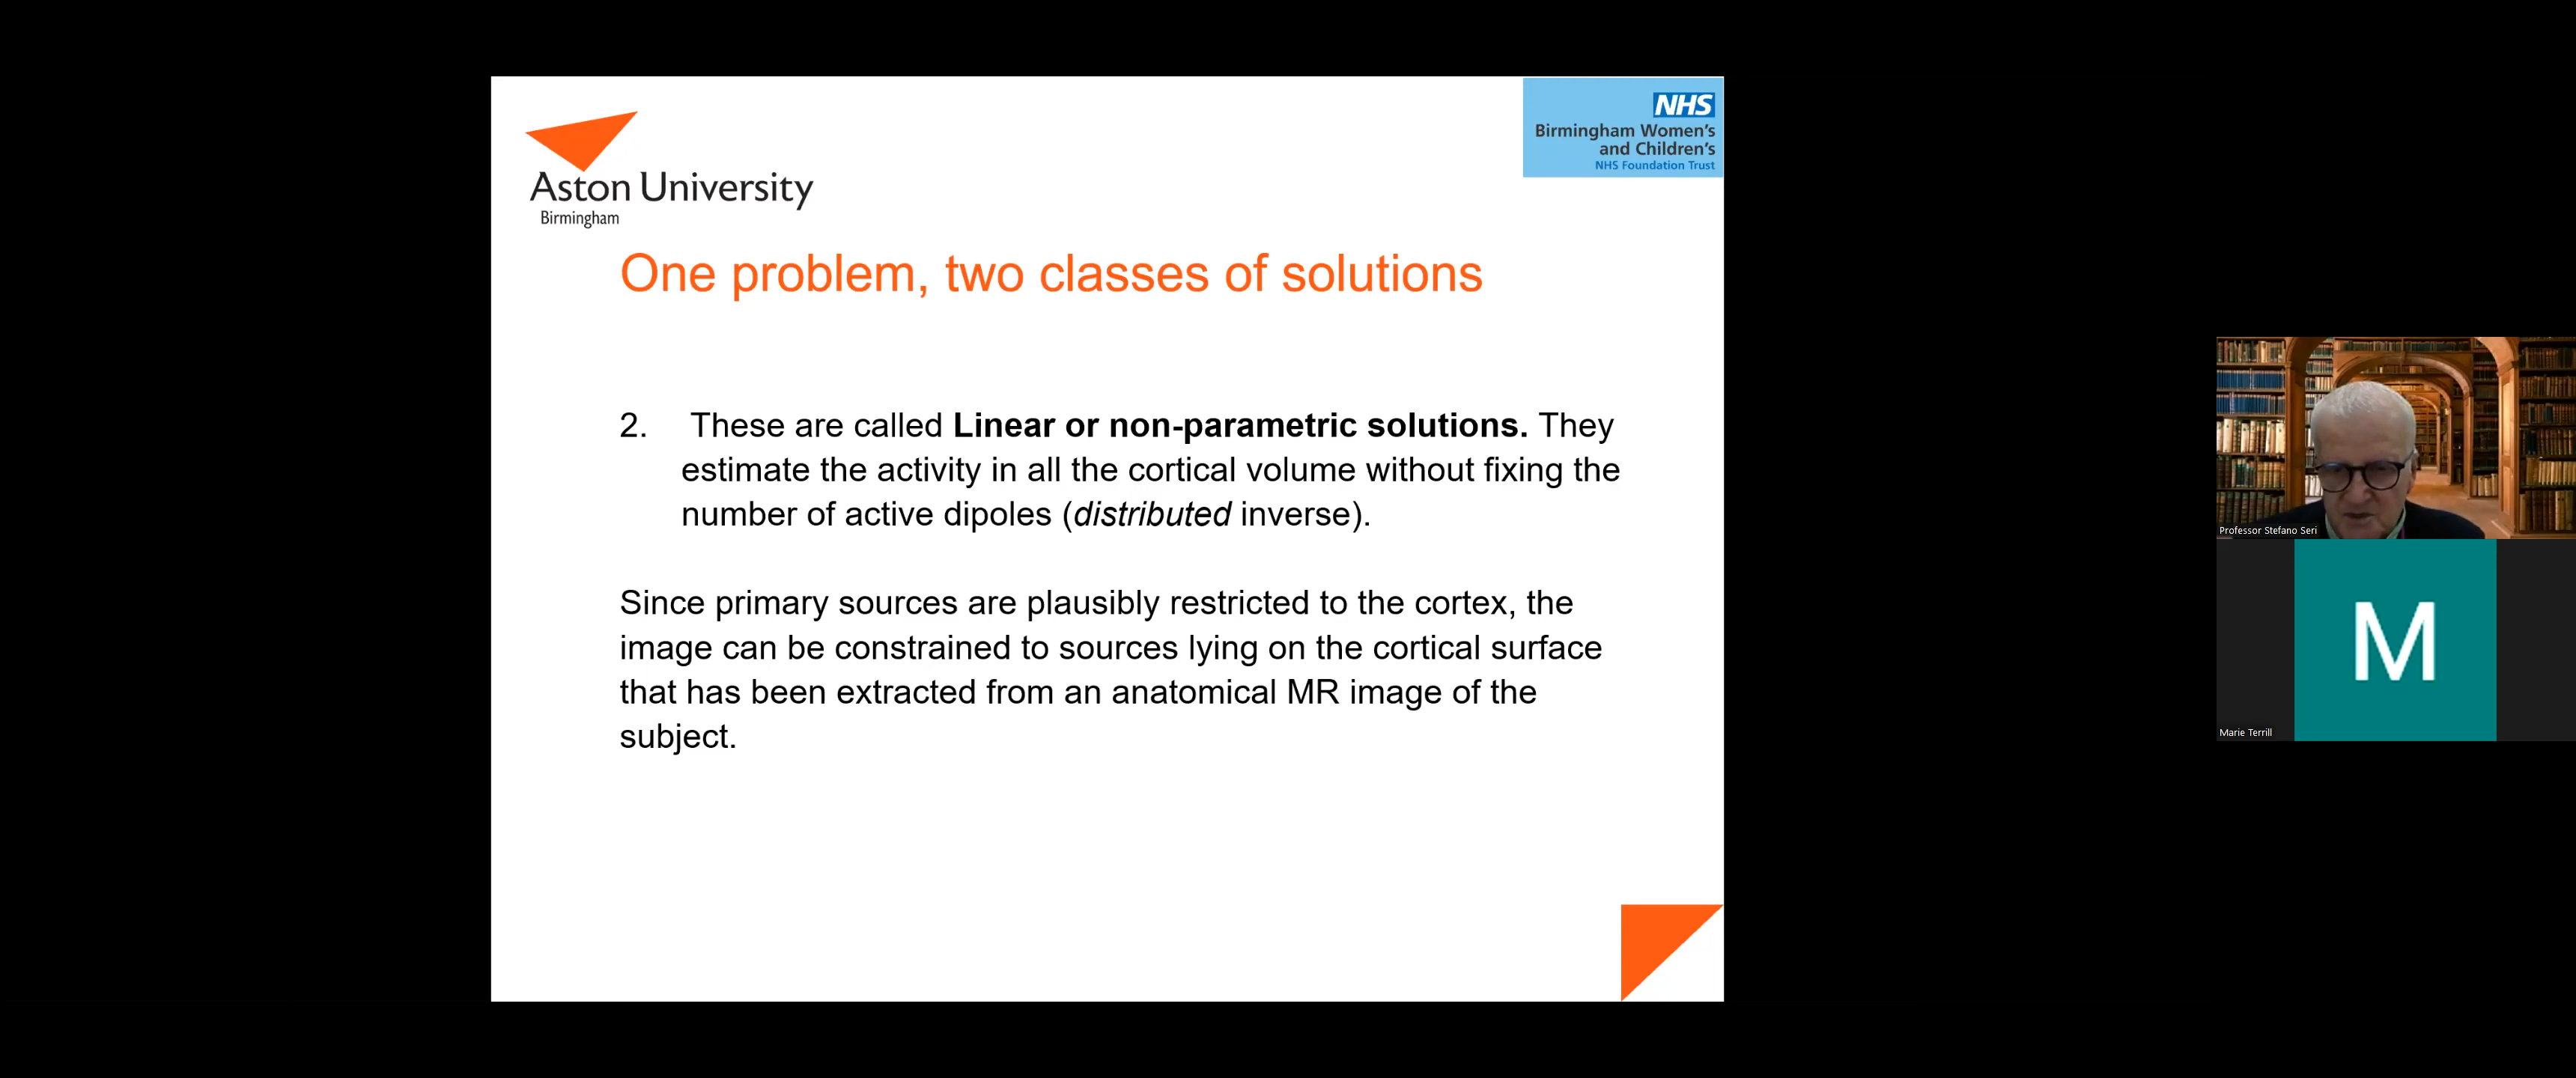 Aston University
Birmingham
NHS
Birmingham Women's
and Children's
NHS Foundation Trust
One problem, two classes of solutions
2. These are called Linear or non-parametric solutions. They
estimate the activity in all the cortical volume without fixing the
number of active dipoles (distributed inverse).
Since primary sources are plausibly restricted to the cortex, the
image can be constrained to sources lying on the cortical surface
that has been extracted from an anatomical MR image of the
subject.
Professor Stefano Seri
M
Marie Terrill